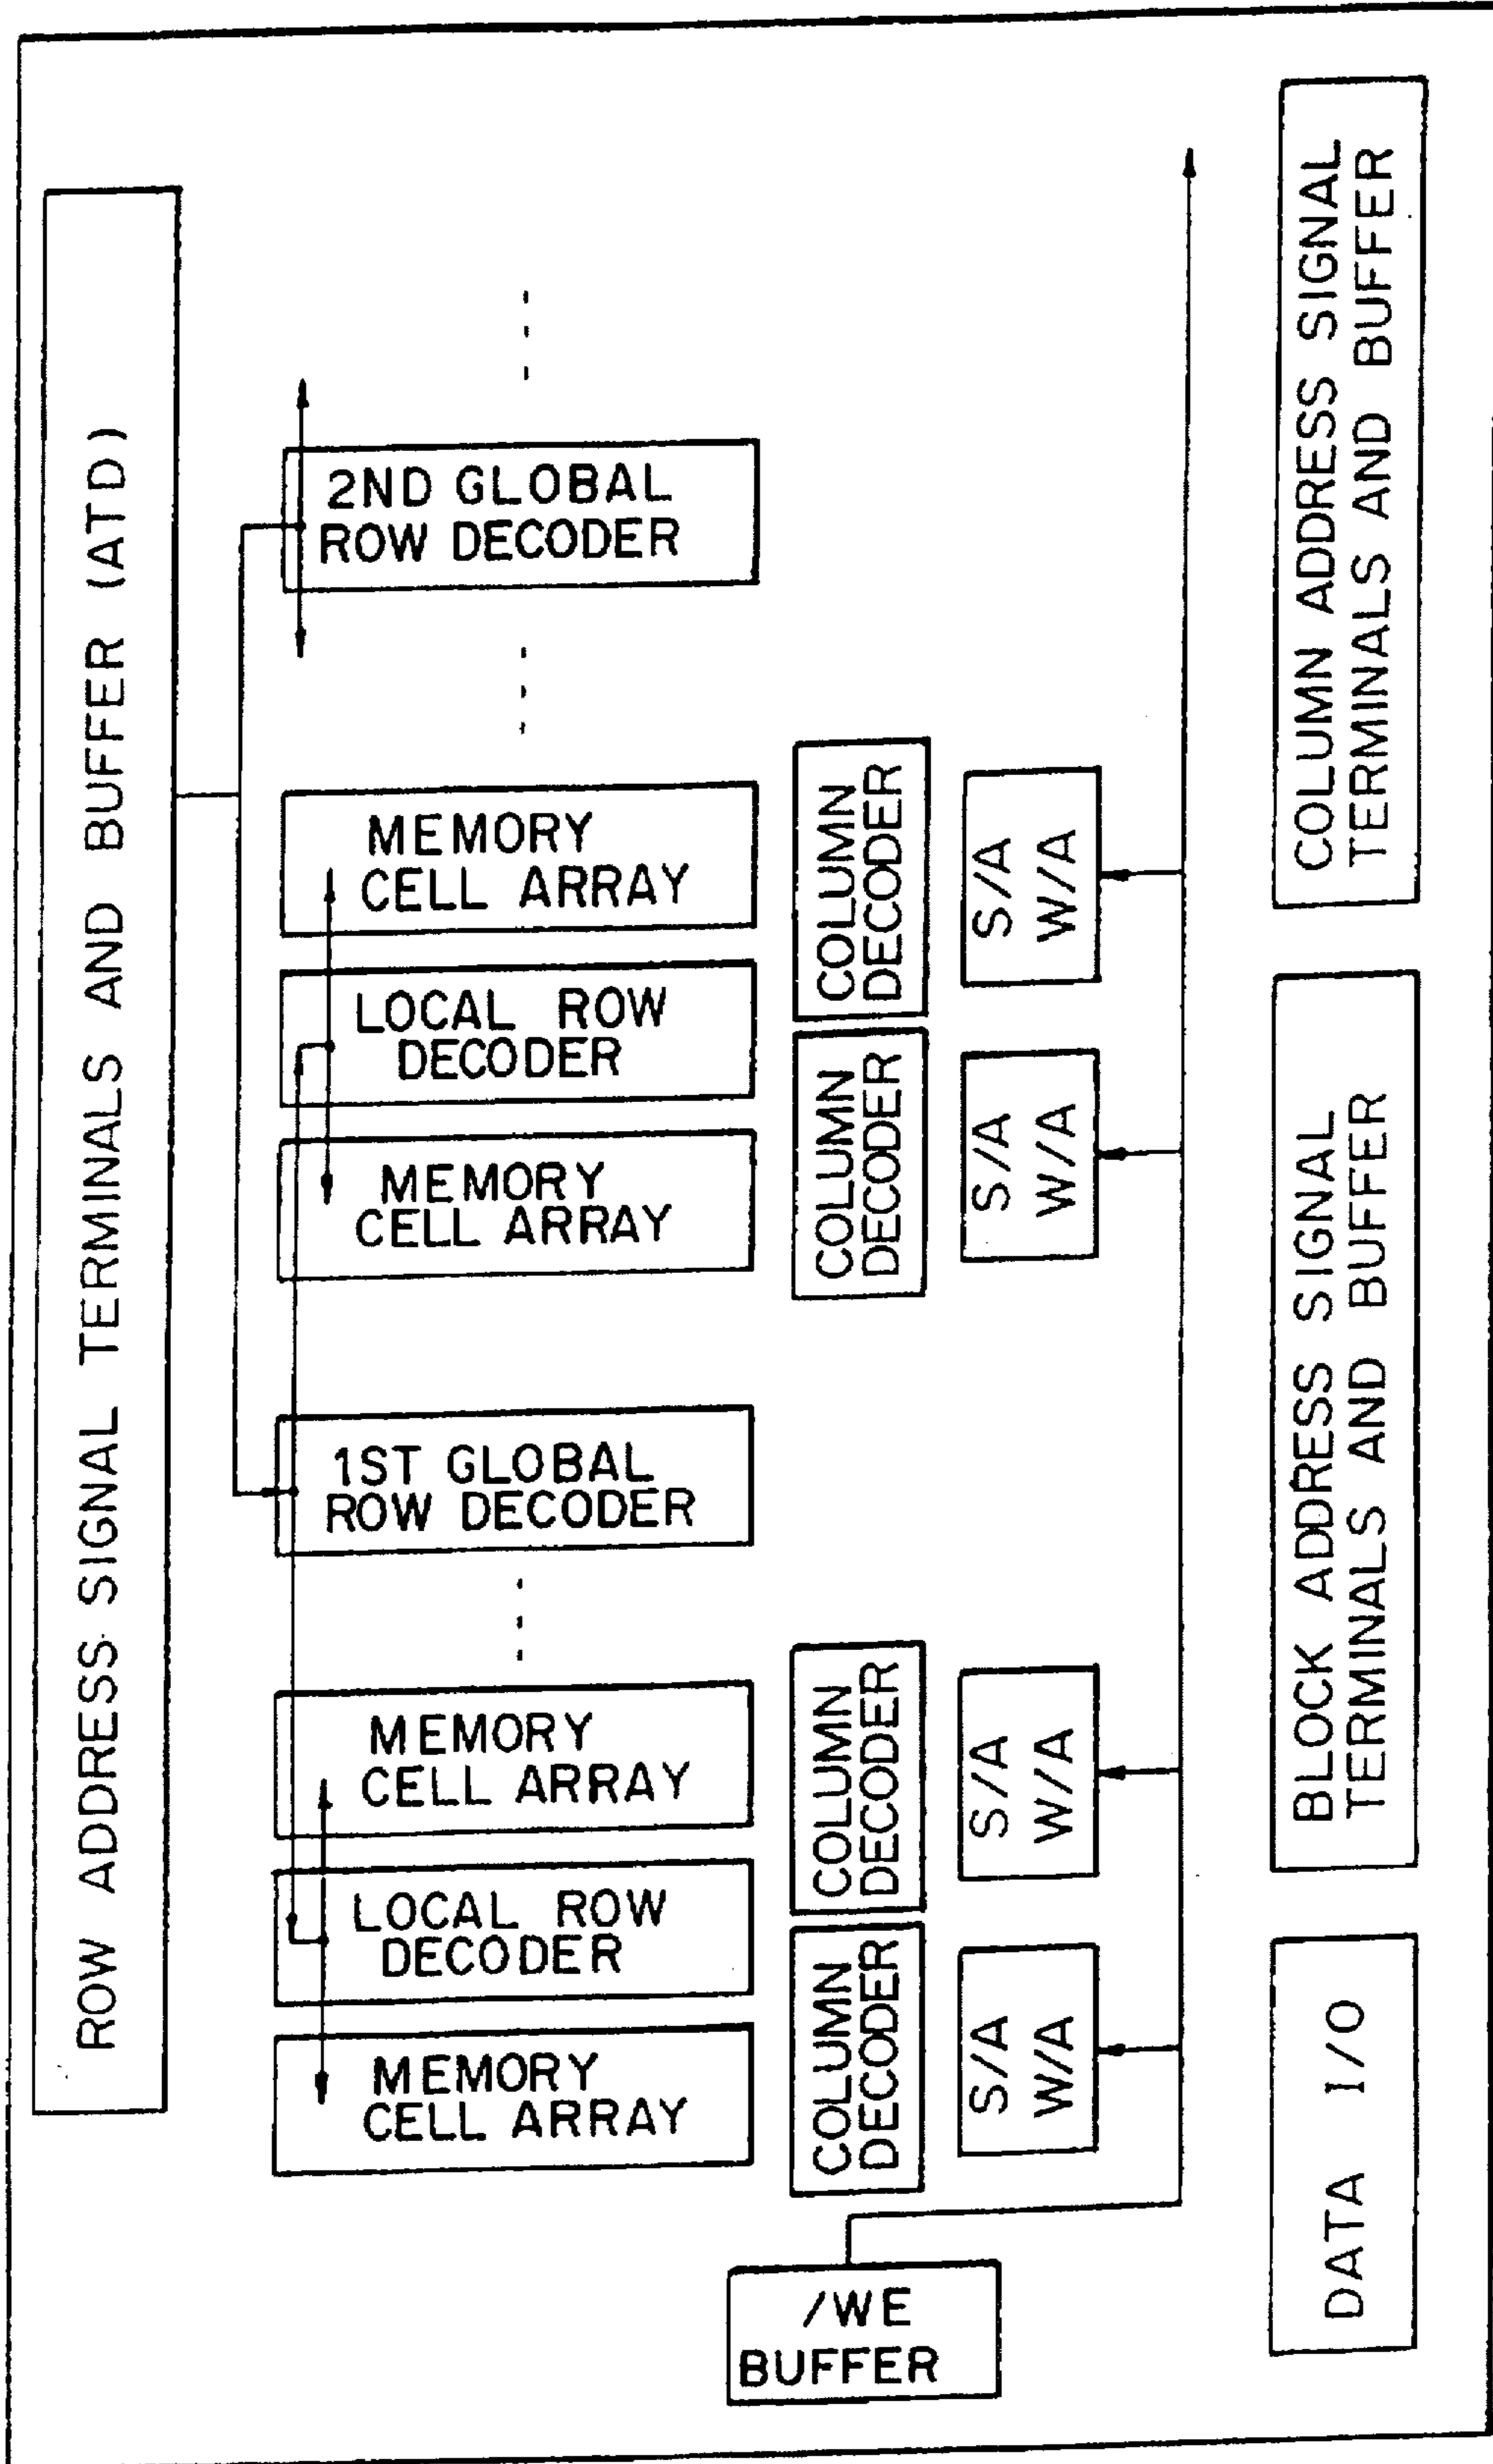 ROW ADDRESS SIGNAL TERMINALS AND BUFFER (ATD)
2ND GLOBAL
ROW DECODER
MEMORY
CELL ARRAY
LOCAL ROW
DECODER
MEMORY
CELL ARRAY
1ST GLOBAL
ROW DECODER
MEMORY
CELL ARRAY
LOCAL ROW
DECODER
MEMORY
CELL ARRAY
COLUMN
DECODER
COLUMN
DECODER
COLUMN
DECODER
COLUMN
DECODER
S/A
W/A
S/A
W/A
S/A
W/A
S/A
W/A
/WE
BUFFER
COLUMN ADDRESS SIGNAL
TERMINALS AND BUFFER
BLOCK ADDRESS SIGNAL
TERMINALS AND BUFFER
DATA I/O